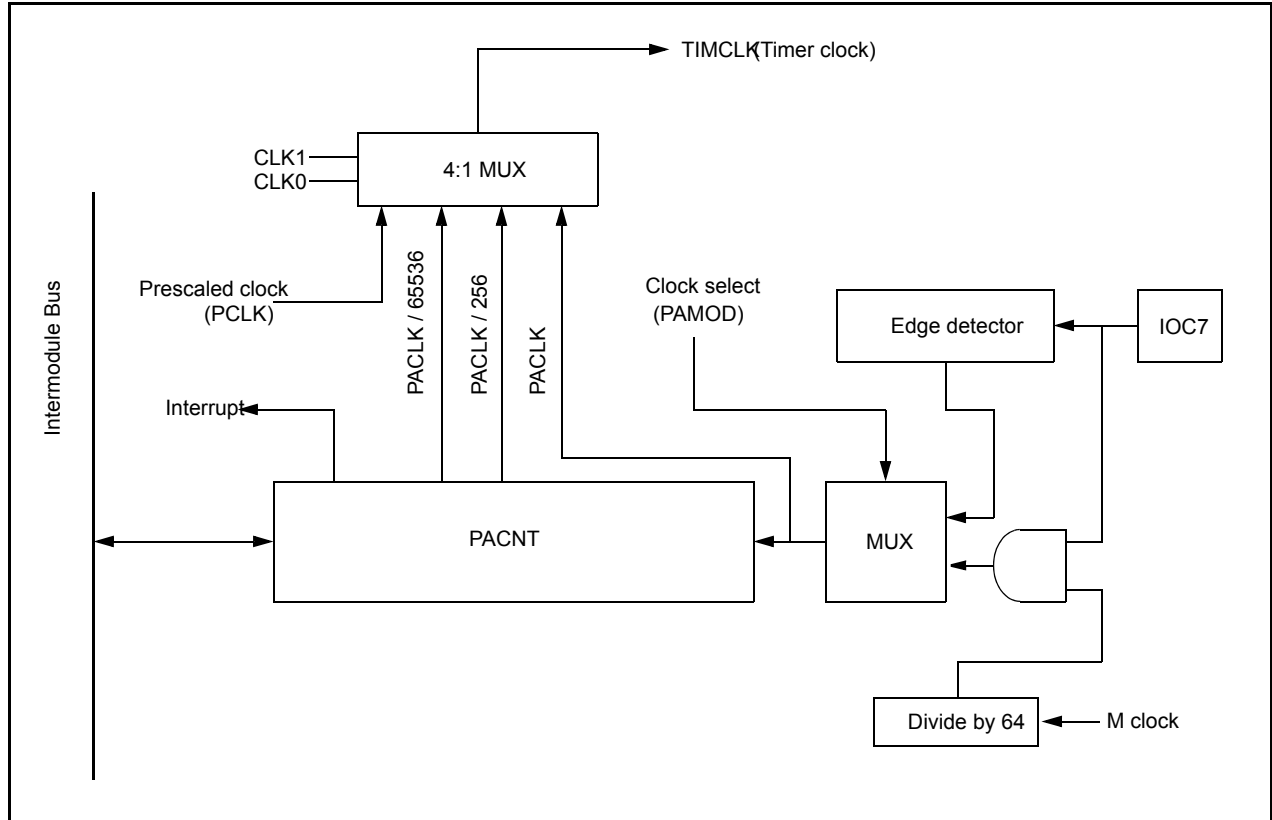 TIMCLK(Timer clock)
CLK1
CLK0
4:1 MUX
Intermodule Bus
Prescaled clock
(PCLK)
PACLK / 65536
PACLK / 256
PACLK
Clock select
(PAMOD)
Edge detector
IOC7
Interrupt
PACNT
MUX
Divide by 64
M clock